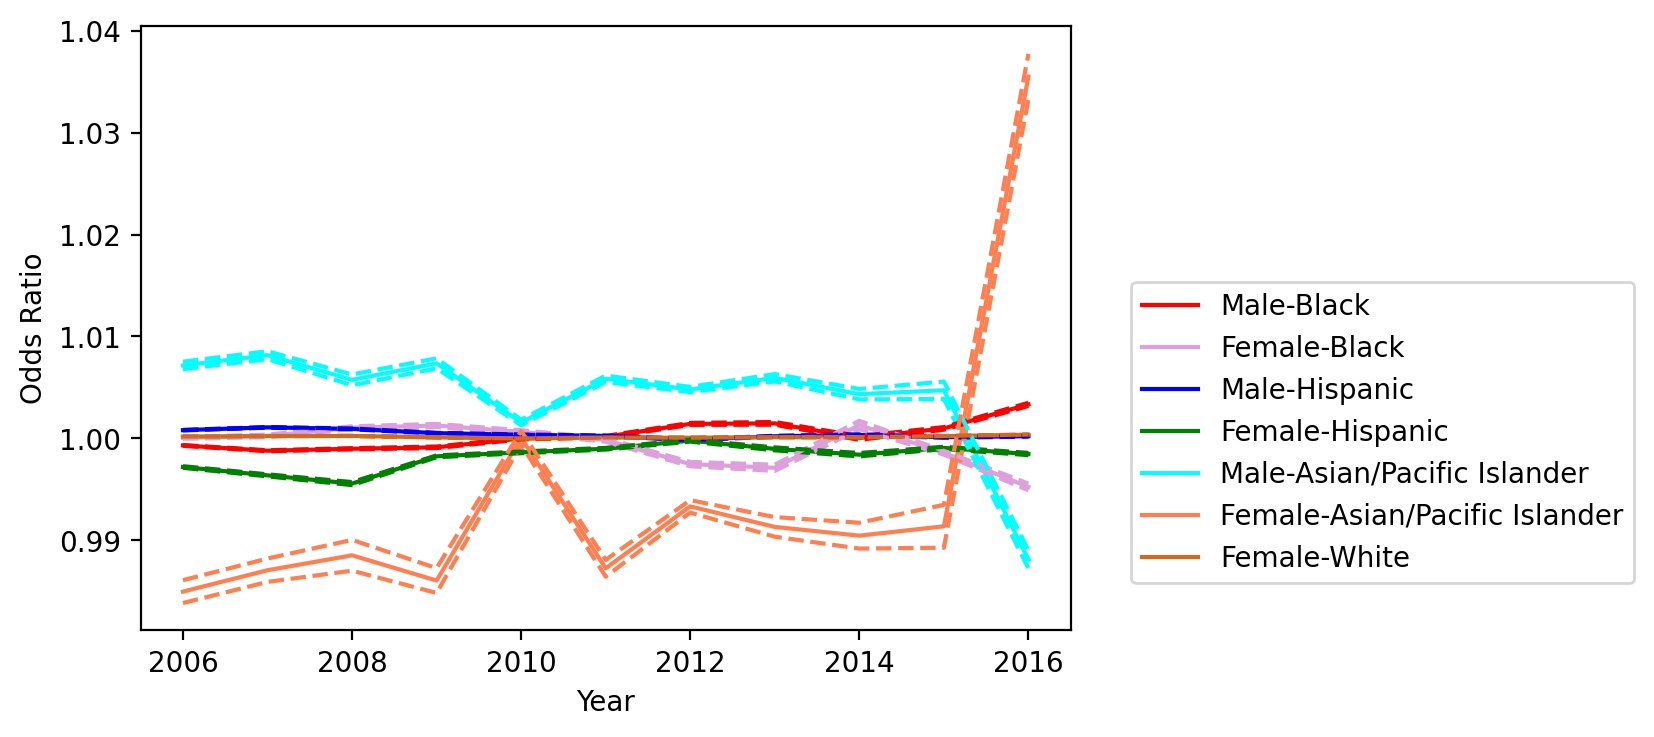 1.04
1.03
1.02
1.01
1.00
0.99
Odds Ratio
2006 2008 2010 2012 2014 2016
Year
Male-Black
Female-Black
Male-Hispanic
Female-Hispanic
Male-Asian/Pacific Islander
Female-Asian/Pacific Islander
Female-White